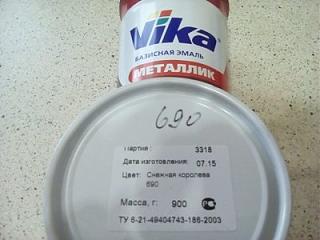 Vika
БАЗИСНАЯ ЭМАЛЬ
МЕТАЛЛИК
690
Партия : 3318
Дата изготовления: 07.15
Цвет: Снежная королева
690
Масса, г: 900
ТУ 6-21-49404743-186-2003